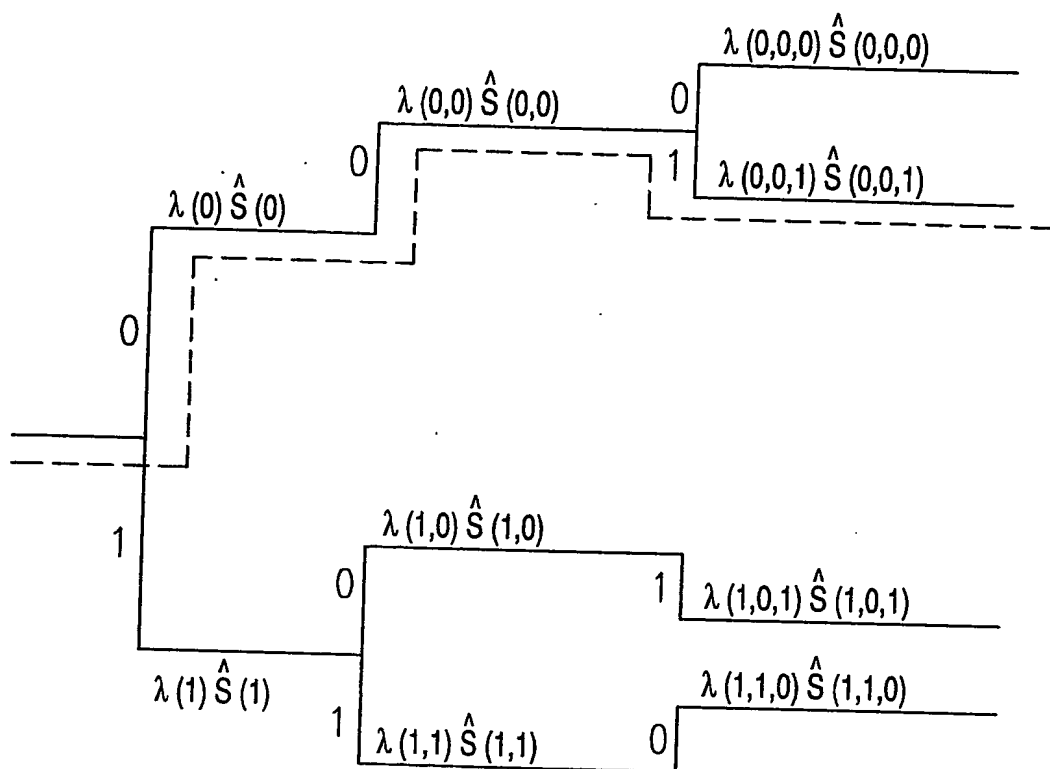 λ (0,0,0) Ŝ (0,0,0)
λ (0,0) Ŝ (0,0)
0
0
1
λ (0,0,1) Ŝ (0,0,1)
λ (0) Ŝ (0)
0
1
λ (1,0) Ŝ (1,0)
0
1
λ (1,0,1) Ŝ (1,0,1)
λ (1) Ŝ (1)
λ (1,1,0) Ŝ (1,1,0)
1
λ (1,1) Ŝ (1,1)
0